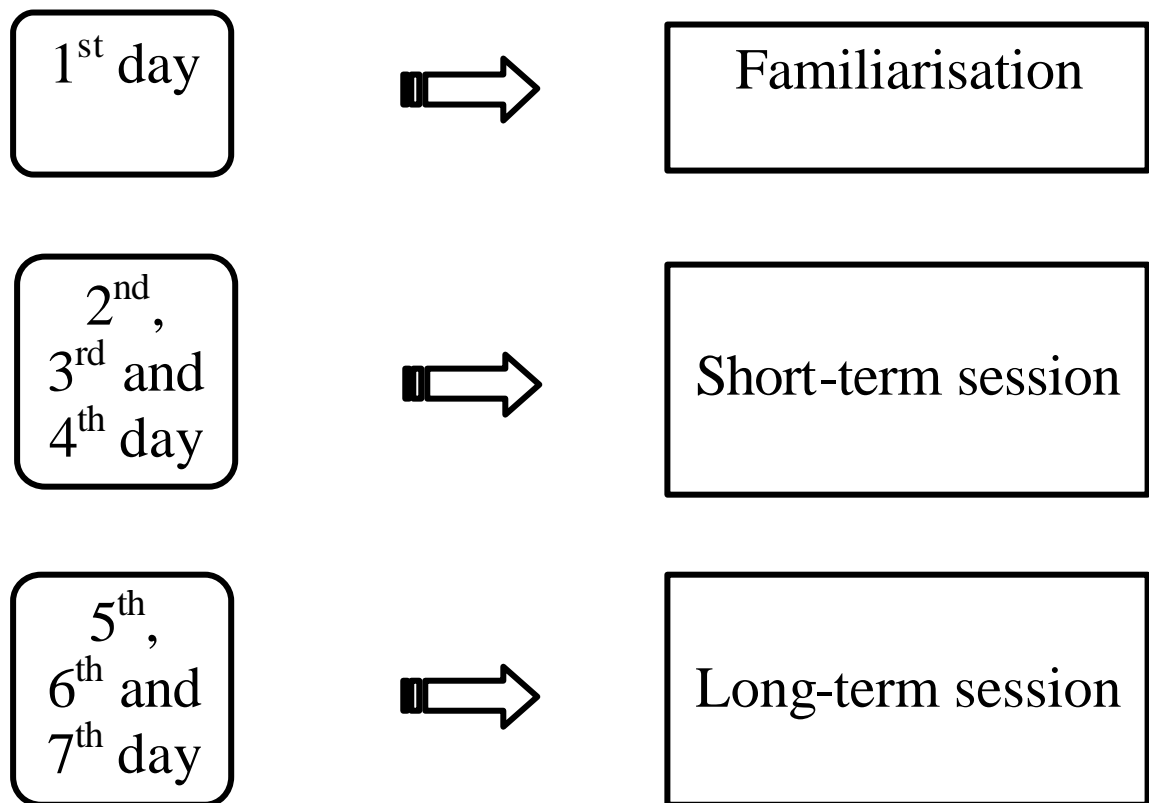 1st day
Familiarisation
2nd,
3rd and
4th day
Short-term session
5th,
6th and
7th day
Long-term session